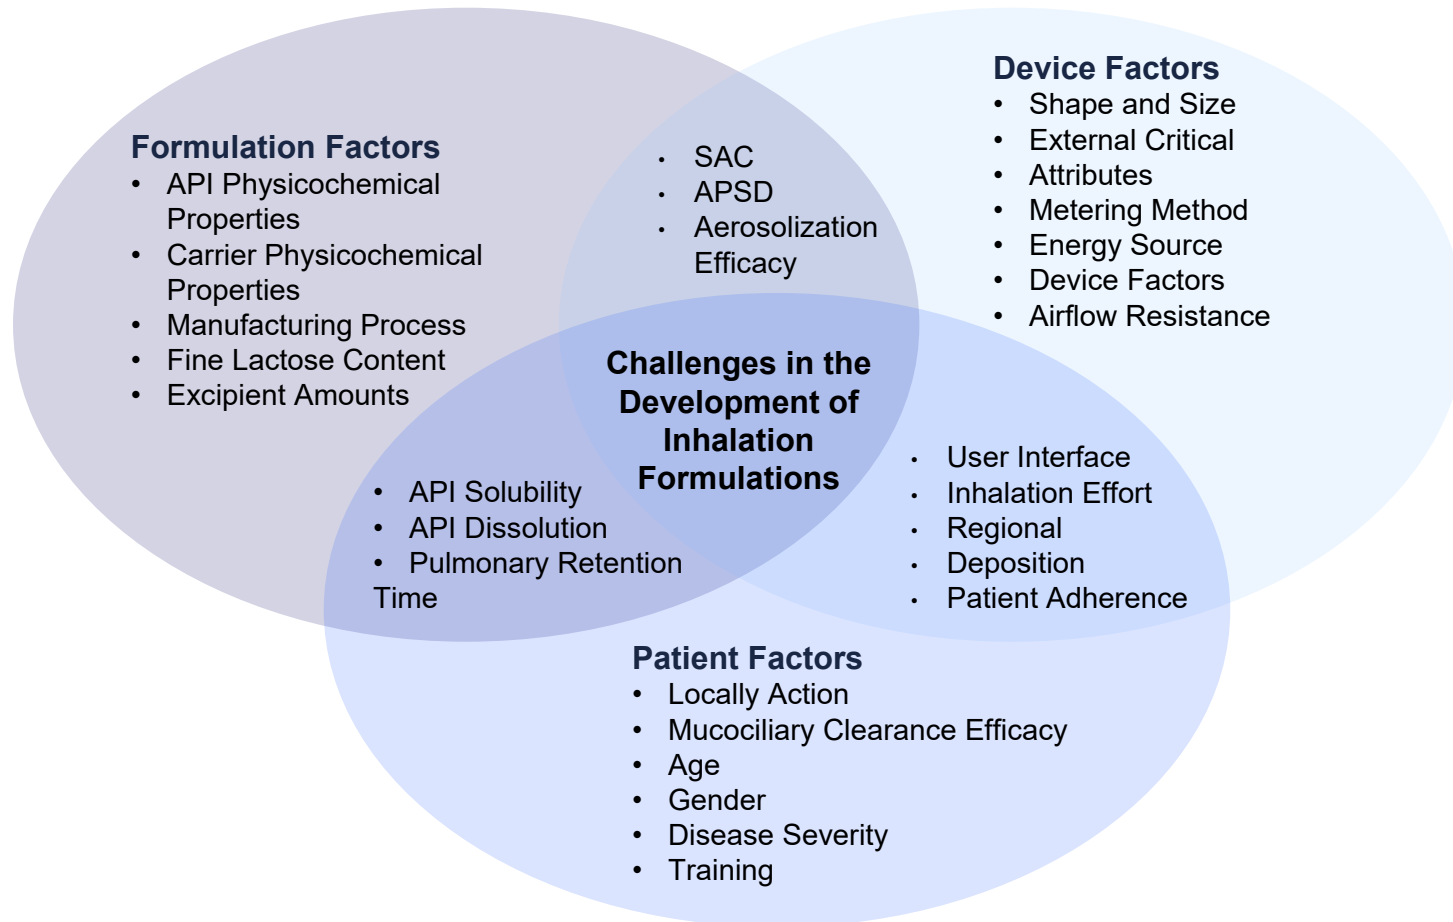 Formulation Factors
• API Physicochemical
Properties
• Carrier Physicochemical
Properties
• Manufacturing Process
• Fine Lactose Content
• Excipient Amounts
• SAC
• APSD
• Aerosolization
Efficacy
Device Factors
• Shape and Size
• External Critical
• Attributes
• Metering Method
• Energy Source
• Device Factors
• Airflow Resistance
Challenges in the
Development of
Inhalation
Formulations
• API Solubility
• API Dissolution
• Pulmonary Retention
Time
• User Interface
• Inhalation Effort
• Regional
• Deposition
• Patient Adherence
Patient Factors
• Locally Action
• Mucociliary Clearance Efficacy
• Age
• Gender
• Disease Severity
• Training